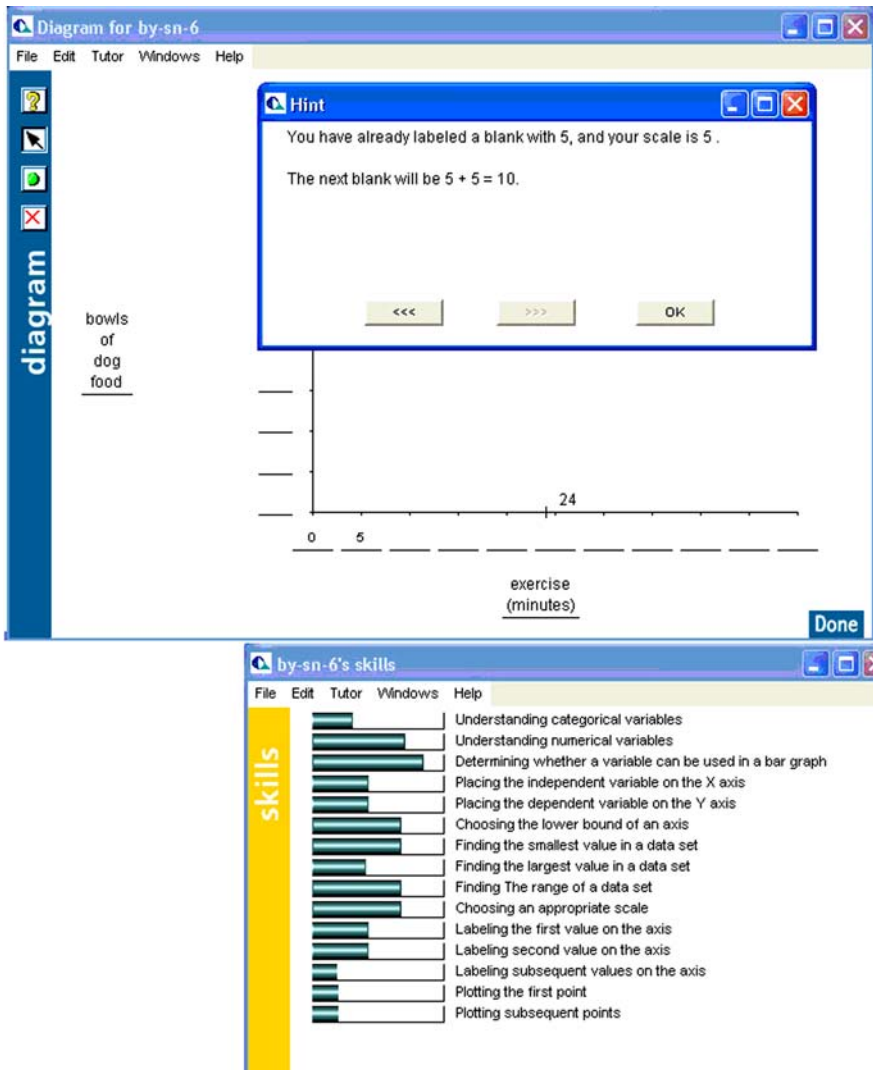 Diagram for by-sn-6
File Edit Tutor Windows Help
diagram
Hint
You have already labeled a blank with 5, and your scale is 5 .
The next blank will be 5 + 5 = 10.
<<< >>> OK
bowls
of
dog
food
24
0 5
exercise
(minutes)
Done
by-sn-6's skills
File Edit Tutor Windows Help
skills
Understanding categorical variables
Understanding numerical variables
Determining whether a variable can be used in a bar graph
Placing the independent variable on the X axis
Placing the dependent variable on the Y axis
Choosing the lower bound of an axis
Finding the smallest value in a data set
Finding the largest value in a data set
Finding The range of a data set
Choosing an appropriate scale
Labeling the first value on the axis
Labeling second value on the axis
Labeling subsequent values on the axis
Plotting the first point
Plotting subsequent points